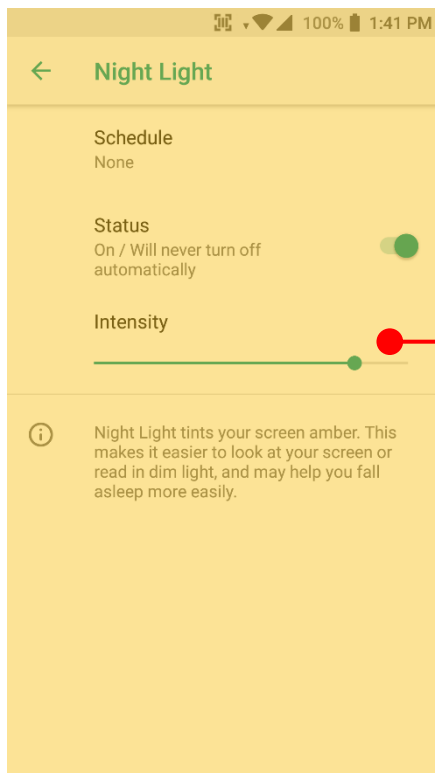 100% 1:41 PM
Night Light
Schedule
None
Status
On / Will never turn off
automatically
Intensity
Night Light tints your screen amber. This
makes it easier to look at your screen or
read in dim light, and may help you fall
asleep more easily.